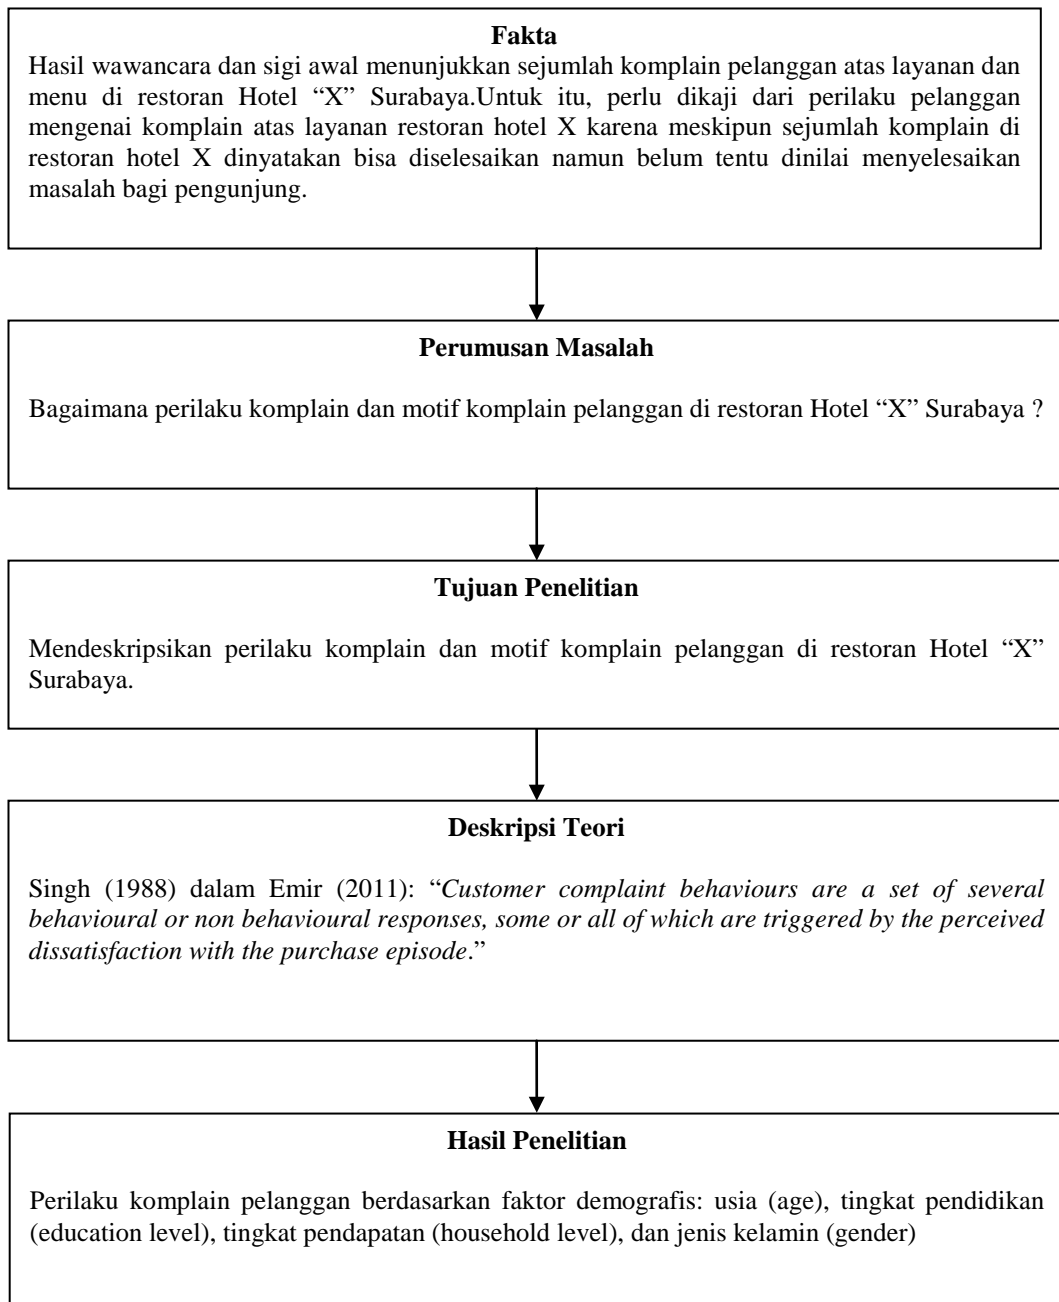 Fakta
Hasil wawancara dan sigi awal menunjukkan sejumlah komplain pelanggan atas layanan dan
menu di restoran Hotel “X” Surabaya.Untuk itu, perlu dikaji dari perilaku pelanggan
mengenai komplain atas layanan restoran hotel X karena meskipun sejumlah komplain di
restoran hotel X dinyatakan bisa diselesaikan namun belum tentu dinilai menyelesaikan
masalah bagi pengunjung.
Perumusan Masalah
Bagaimana perilaku komplain dan motif komplain pelanggan di restoran Hotel “X” Surabaya ?
Tujuan Penelitian
Mendeskripsikan perilaku komplain dan motif komplain pelanggan di restoran Hotel “X”
Surabaya.
Deskripsi Teori
Singh (1988) dalam Emir (2011): “Customer complaint behaviours are a set of several
behavioural or non behavioural responses, some or all of which are triggered by the perceived
dissatisfaction with the purchase episode.”
Hasil Penelitian
Perilaku komplain pelanggan berdasarkan faktor demografis: usia (age), tingkat pendidikan
(education level), tingkat pendapatan (household level), dan jenis kelamin (gender)